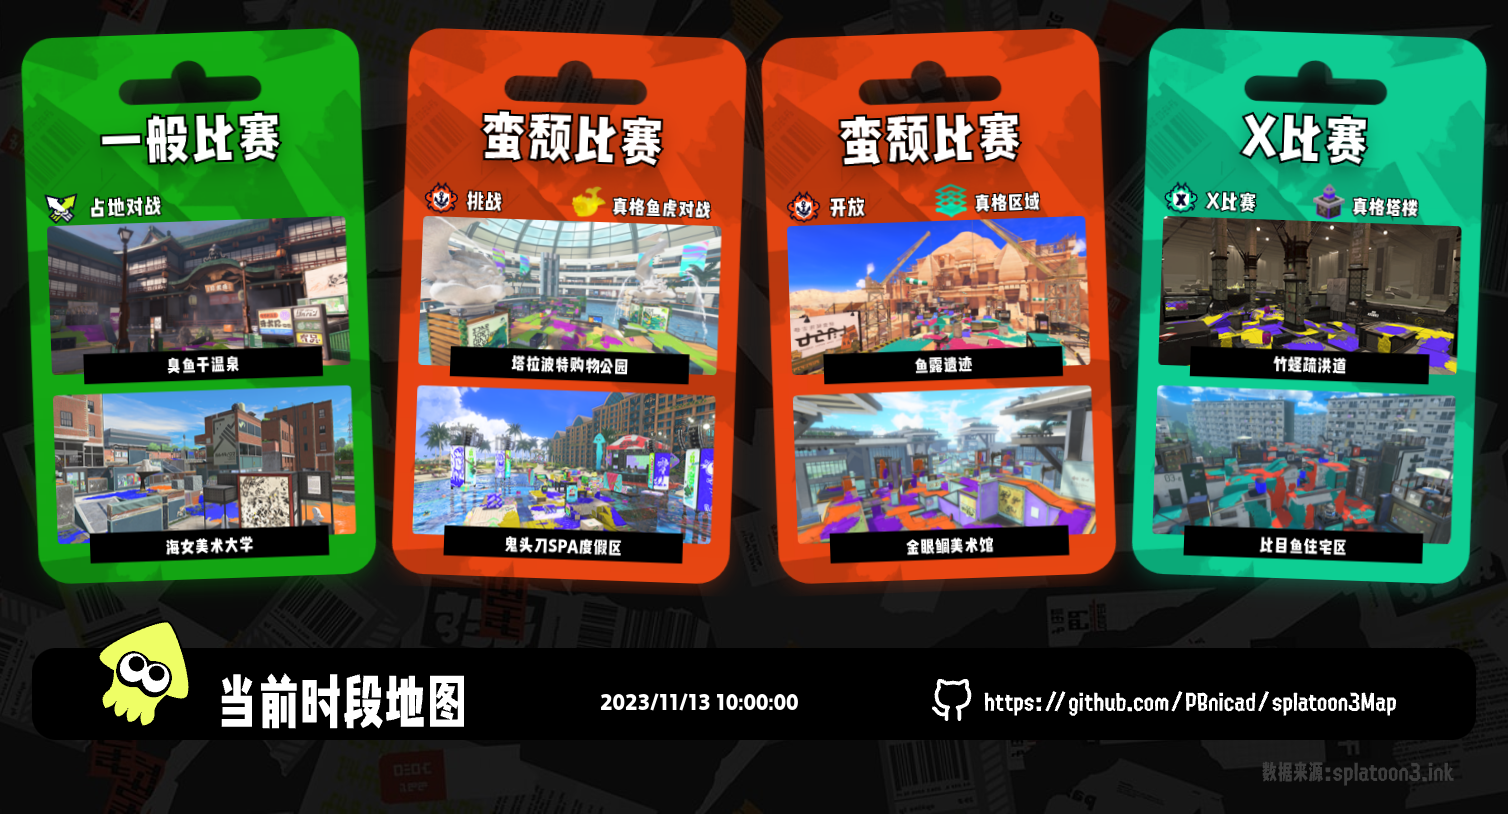 一般比赛
占地对战
臭鱼干温泉
海女美术大学
蛮颓比赛
挑战
真格鱼虎对战
塔拉波特购物公园
鬼头刀SPA度假区
蛮颓比赛
开放
真格区域
鱼露遗迹
金眼鲷美术馆
X比赛
X比赛
真格塔楼
竹蛏疏洪道
比目鱼住宅区
当前时段地图
2023/11/13 10:00:00
https://github.com/PBnicad/splatoon3Map
数据来源:splatoon3.ink